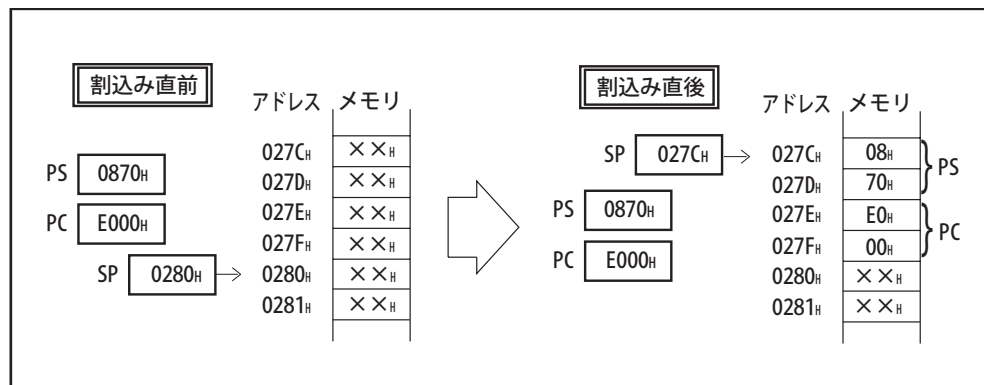 割込み直前
アドレス メモリ
027CH ××H
027DH ××H
027EH ××H
027FH ××H
0280H ××H
0281H ××H
PS 0870H
PC E000H
SP 0280H
割込み直後
アドレス メモリ
SP 027CH
027CH 08H
027DH 70H
PS
027EH E0H
027FH 00H
PC
0280H ××H
0281H ××H
PS 0870H
PC E000H